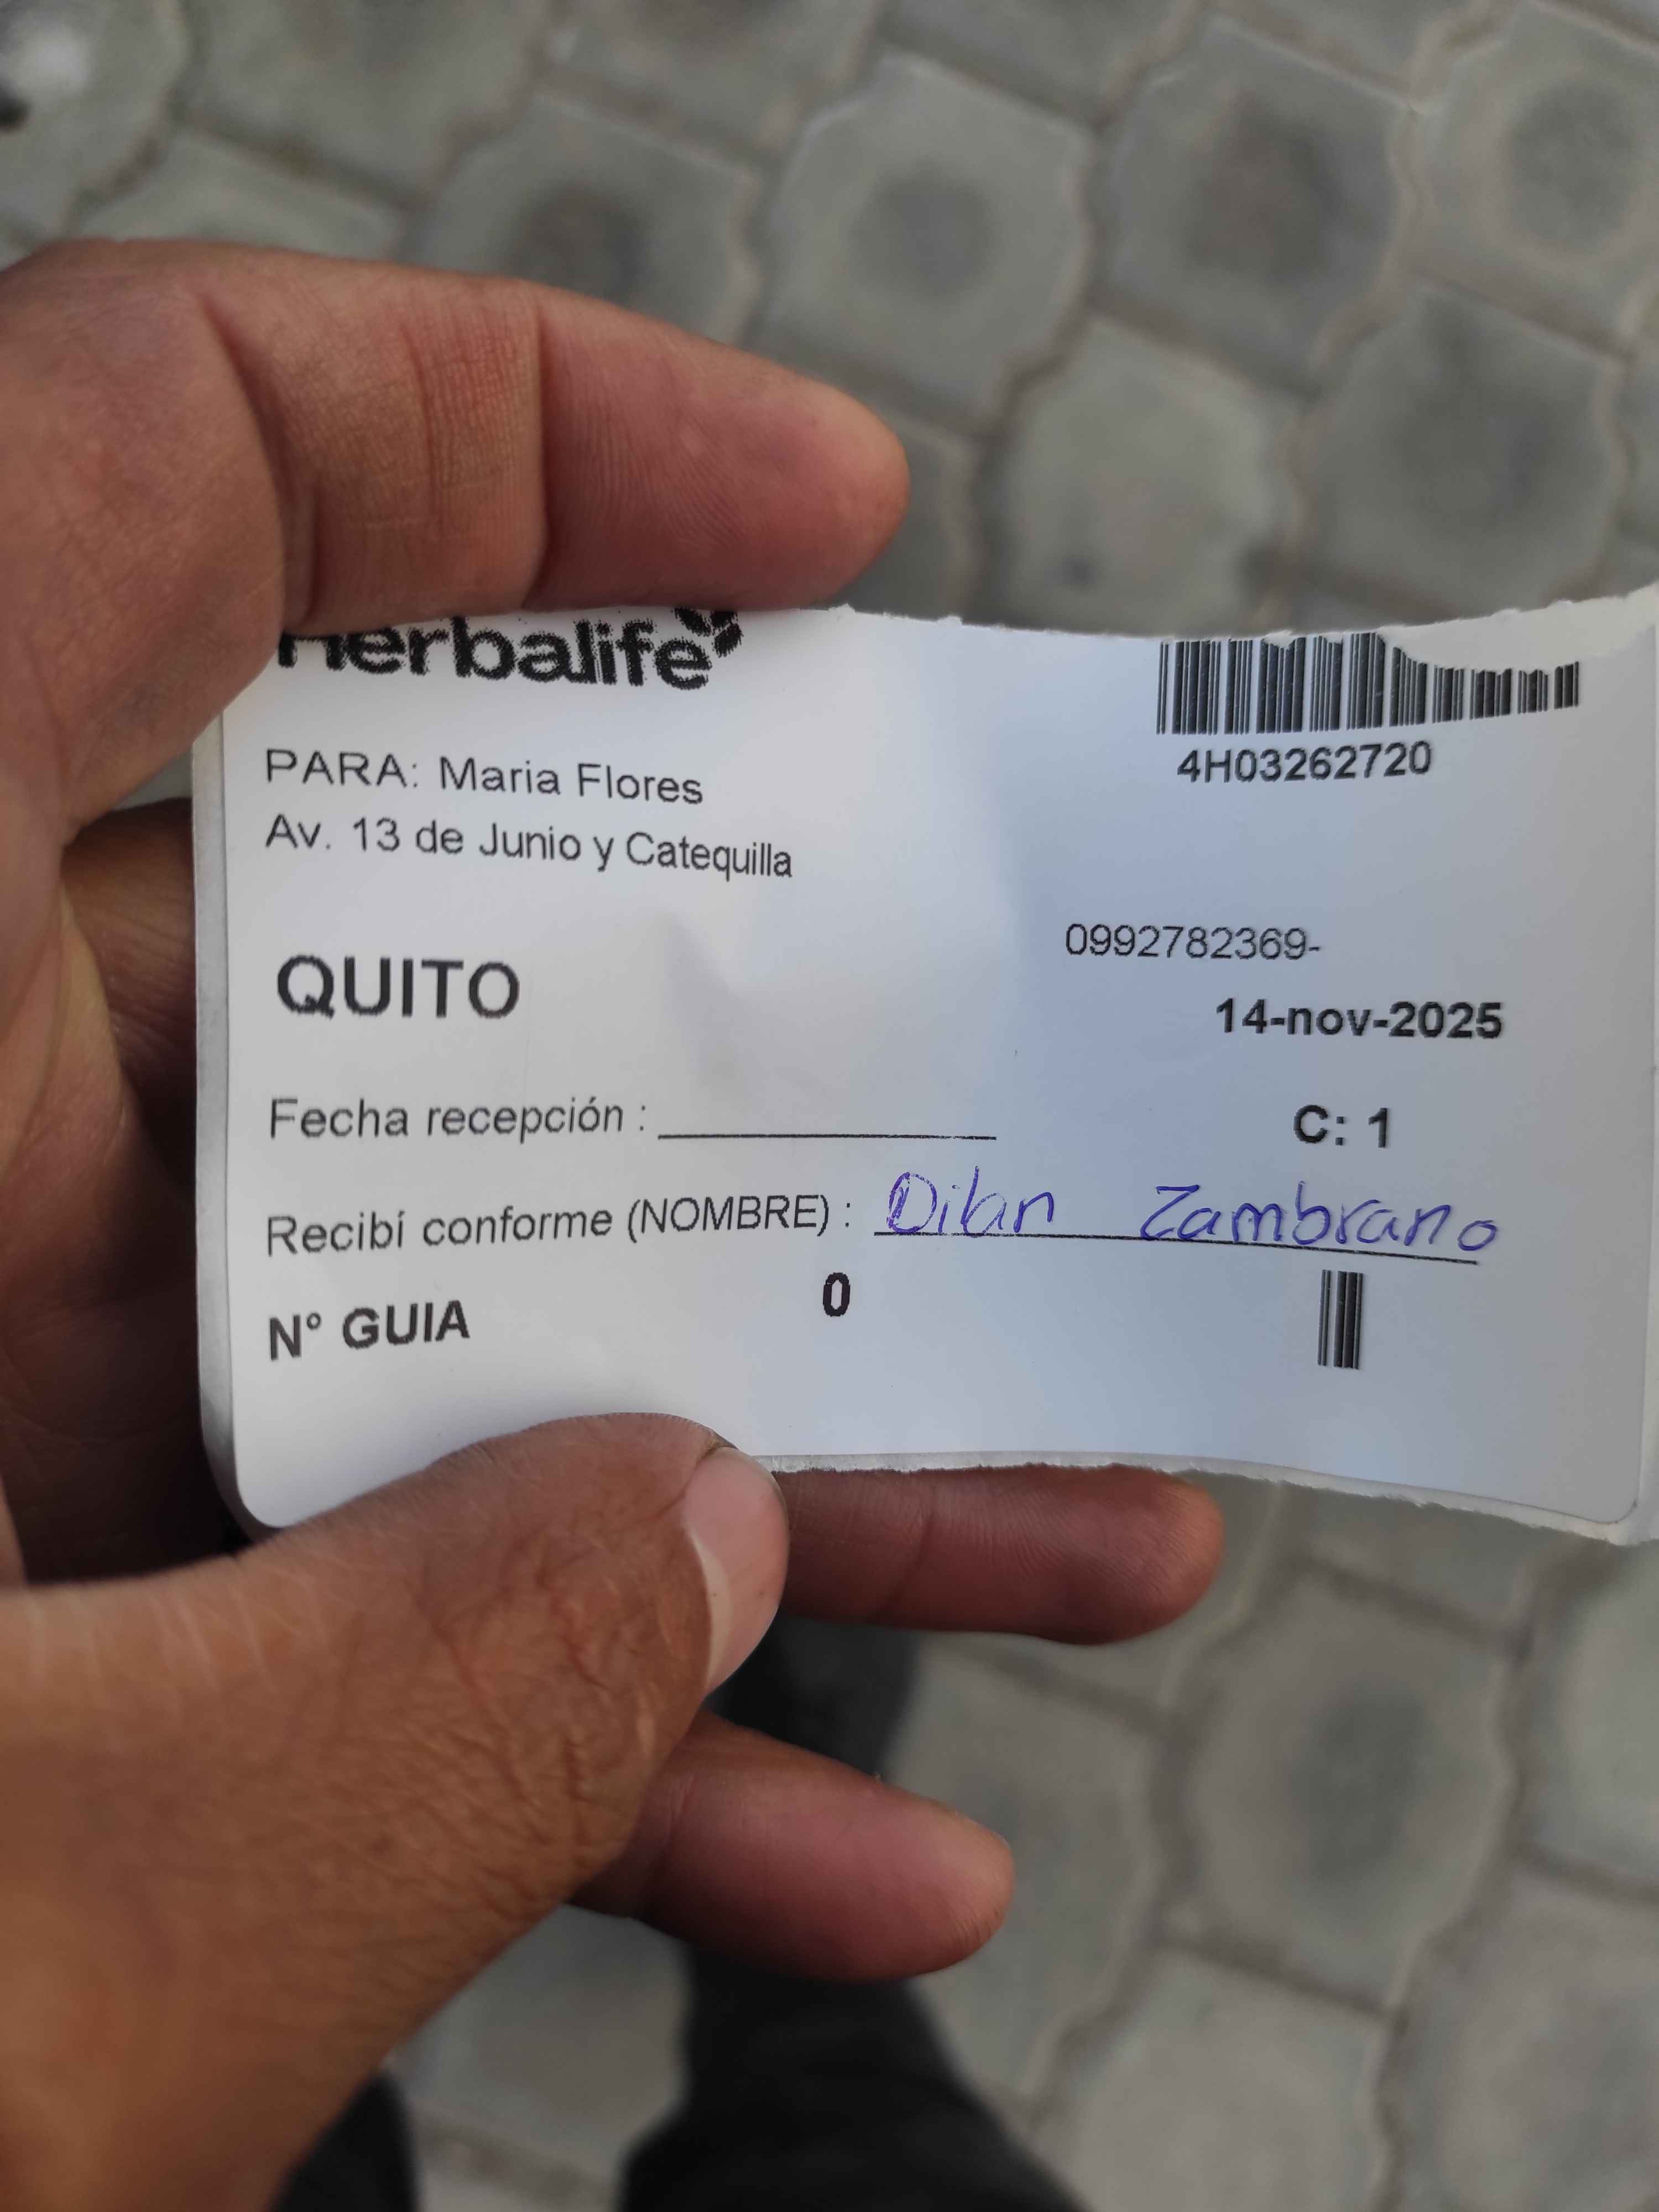 Herbalife
4H03262720
PARA: Maria Flores
Av. 13 de Junio y Catequilla
0992782369-
QUITO
14-nov-2025
Fecha recepción : ____________
C: 1
Recibí conforme (NOMBRE) : Dilan Zambrano
N° GUIA 0